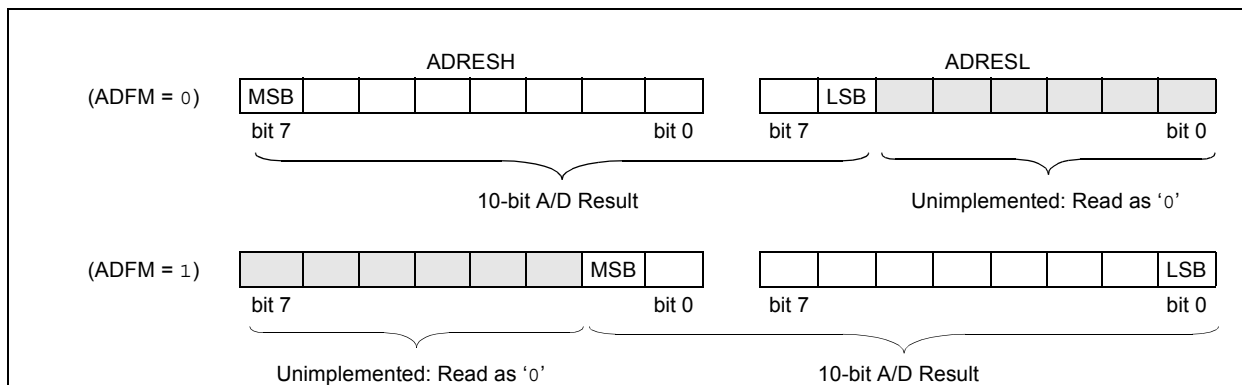 ADRESH ADRESL
(ADFM = 0) MSB LSB
bit 7 bit 0 bit 7 bit 0
10-bit A/D Result Unimplemented: Read as ‘0’
(ADFM = 1) MSB LSB
bit 7 bit 0 bit 7 bit 0
Unimplemented: Read as ‘0’ 10-bit A/D Result